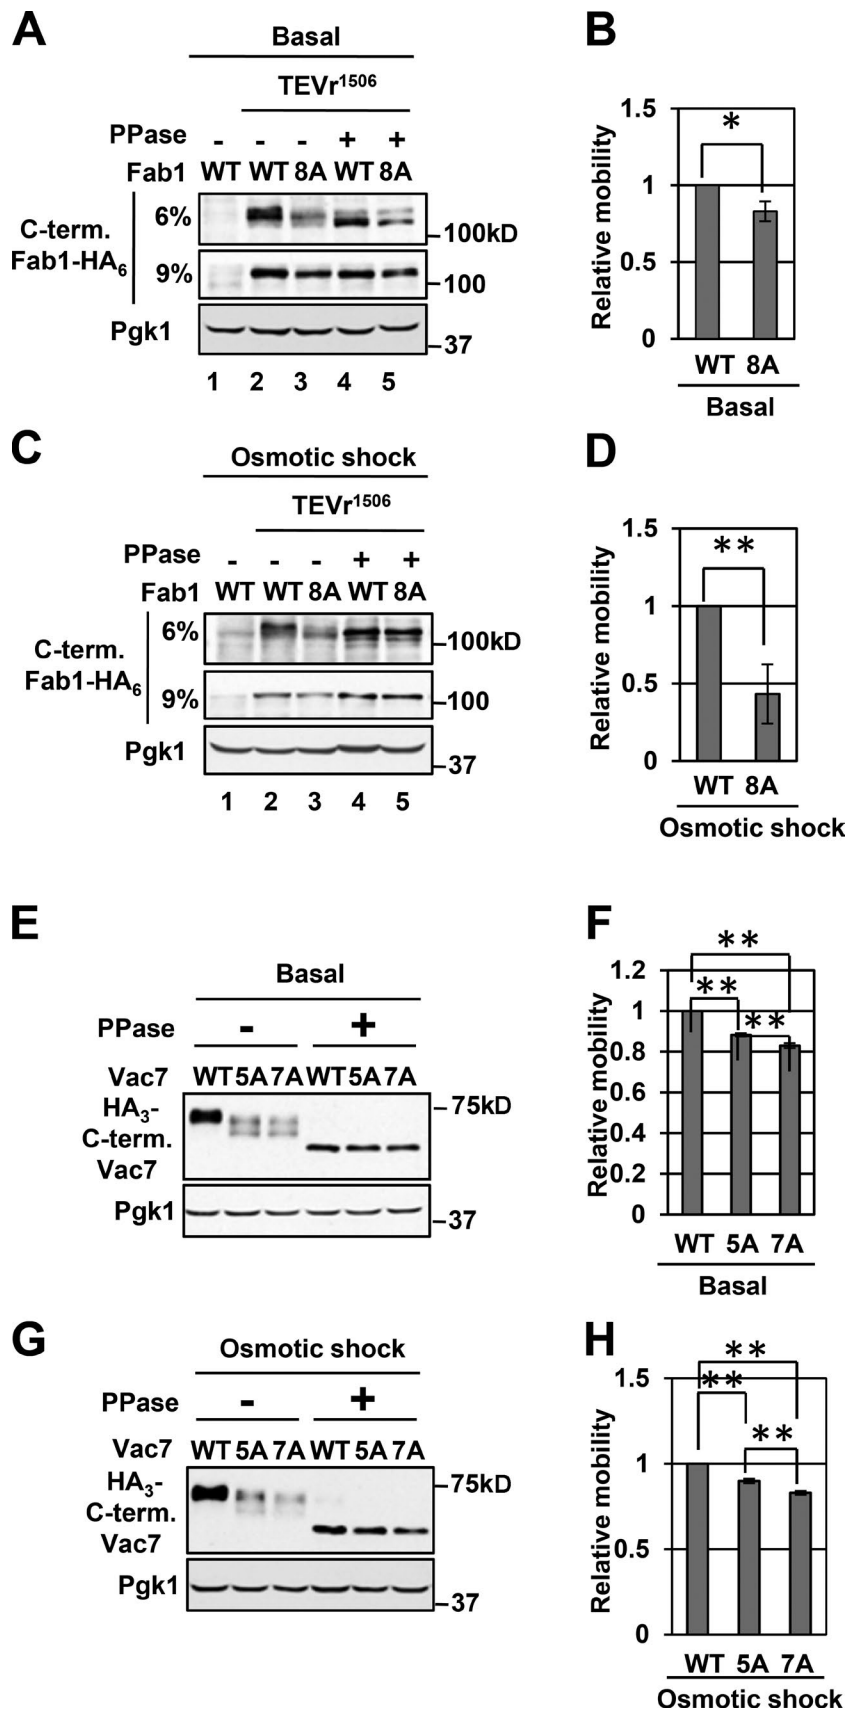 A
Basal
TEVr1506
PPase - - - + +
Fab1 WT WT 8A WT 8A
C-term.
Fab1-HA6
6%
100kD
9%
100
Pgk1
37
1 2 3 4 5
B
Relative mobility
1.5
1
0.5
0
*
WT 8A
Basal
C
Osmotic shock
TEVr1506
PPase - - - + +
Fab1 WT WT 8A WT 8A
C-term.
Fab1-HA6
6%
100kD
9%
100
Pgk1
37
1 2 3 4 5
D
Relative mobility
1.5
1
0.5
0
**
WT 8A
Osmotic shock
E
Basal
PPase - +
Vac7 WT 5A 7A WT 5A 7A
HA3-
C-term.
Vac7
75kD
Pgk1
37
F
Relative mobility
1.2
1
0.8
0.6
0.4
0.2
0
**
**
**
WT 5A 7A
Basal
G
Osmotic shock
PPase - +
Vac7 WT 5A 7A WT 5A 7A
HA3-
C-term.
Vac7
75kD
Pgk1
37
H
Relative mobility
1.5
1
0.5
0
**
**
**
WT 5A 7A
Osmotic shock